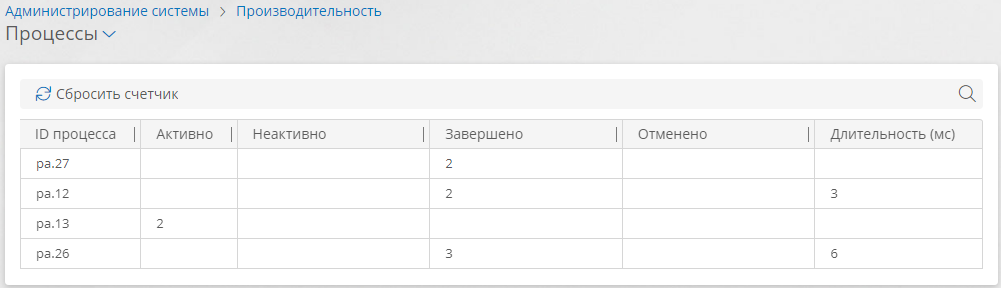 Администрирование системы > Производительность
Процессы
Сбросить счетчик
ID процесса Активно Неактивно Завершено Отменено Длительность (мс)
pa.27 2
pa.12 2 3
pa.13 2
pa.26 3 6